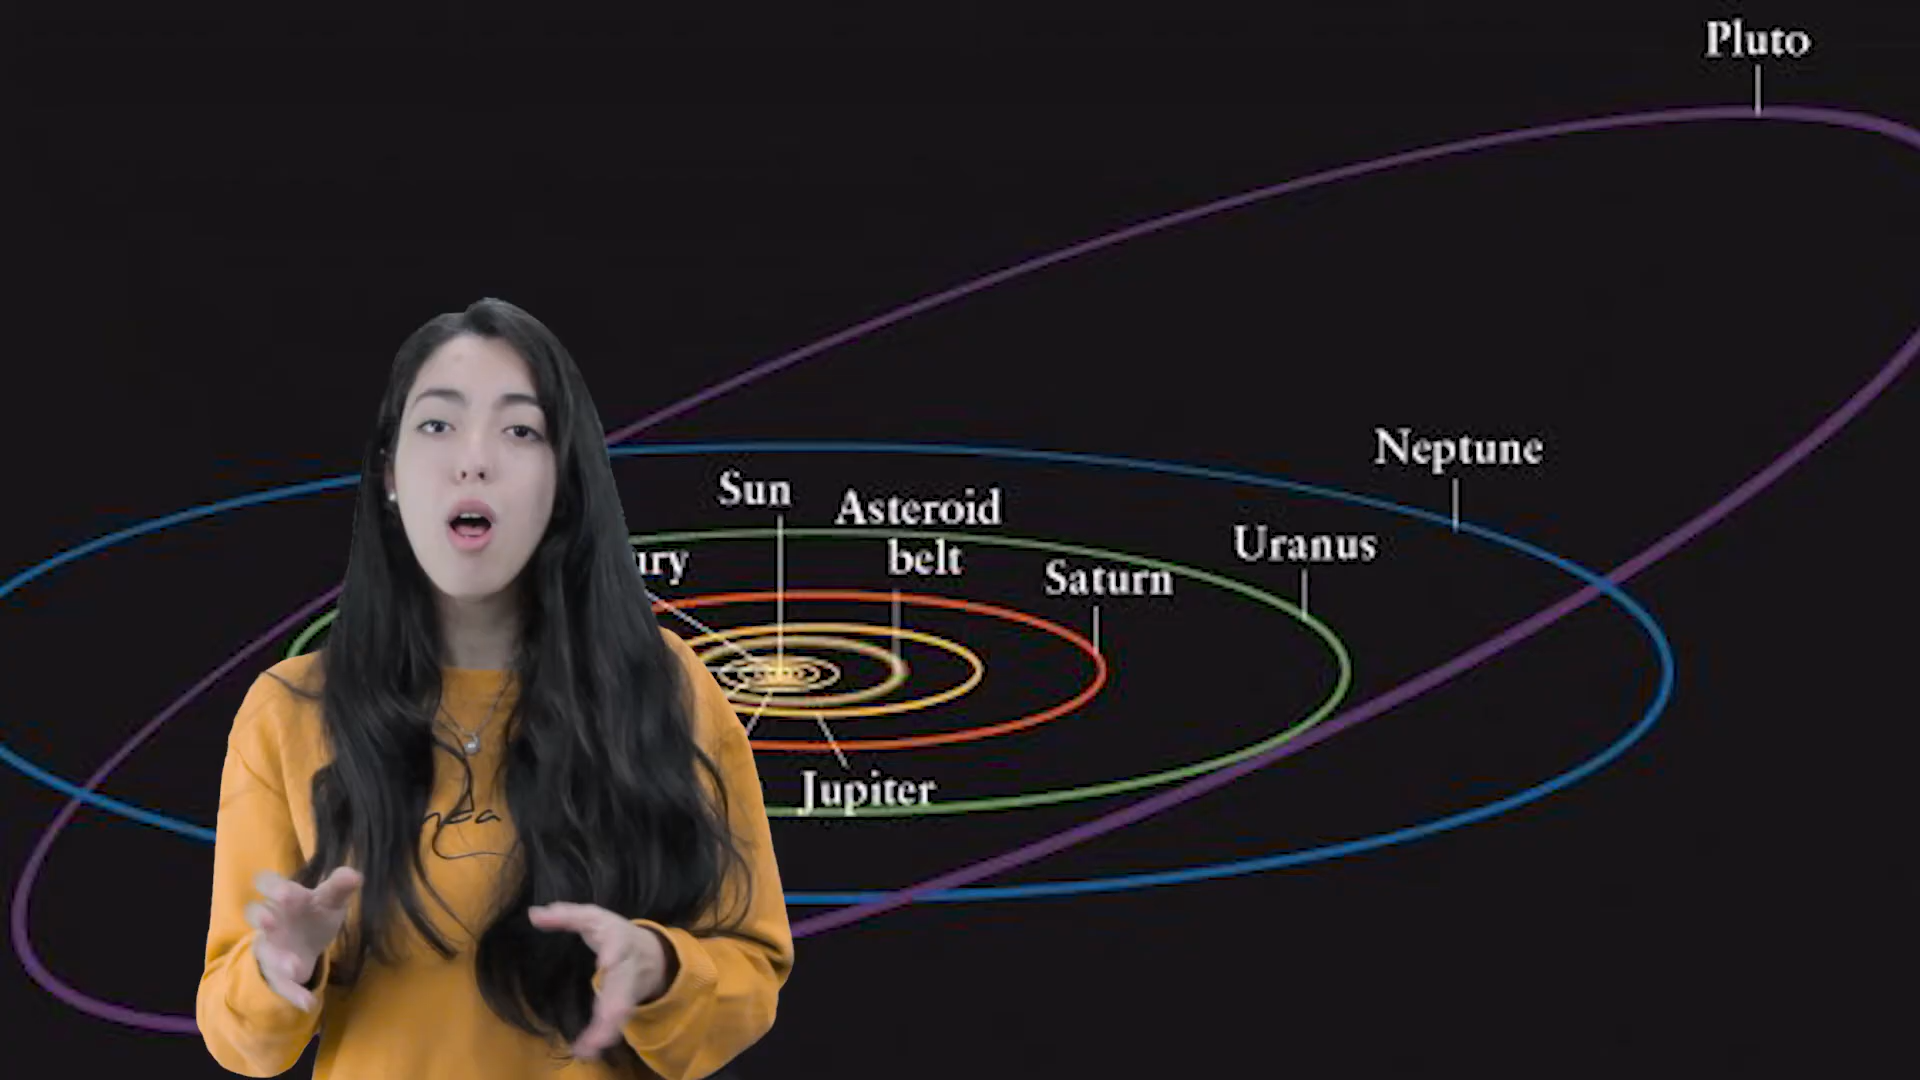 Pluto
Neptune
Sun
Asteroid
belt
Uranus
Saturn
Jupiter